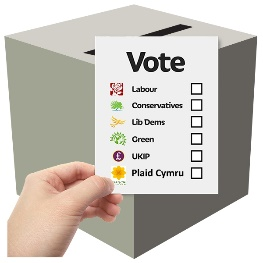 Vote
Labour
Conservatives
Lib Dems
Green
UKIP
Plaid Cymru